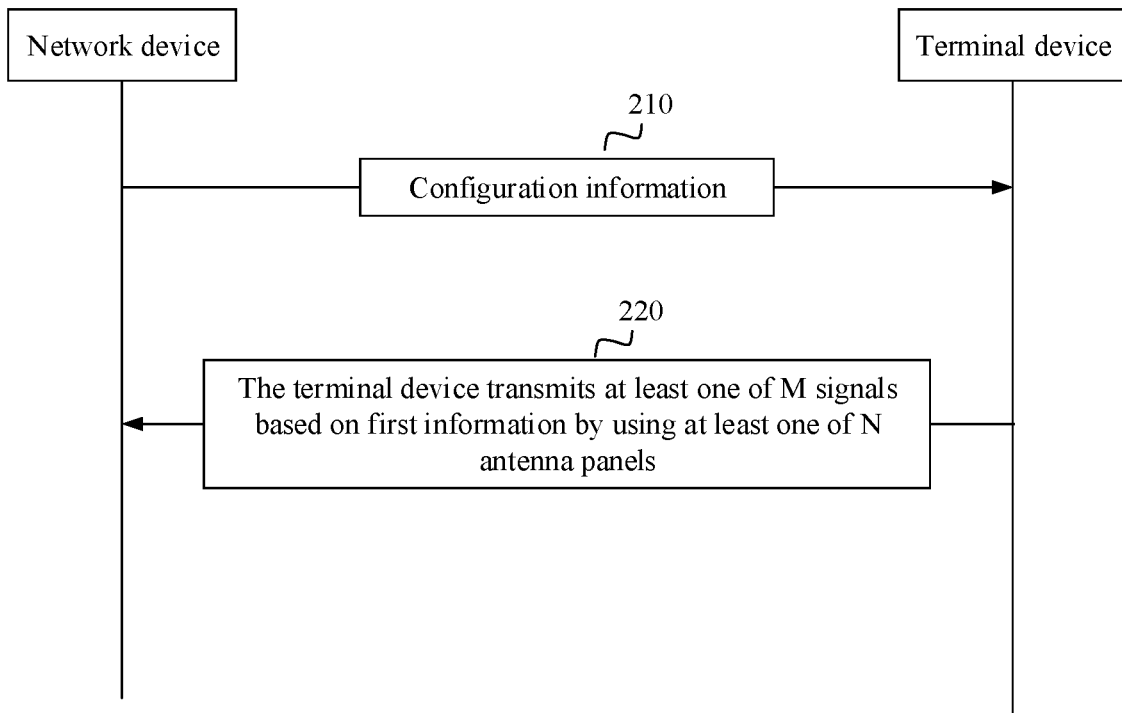 Network device
Terminal device
210
Configuration information
220
The terminal device transmits at least one of M signals
based on first information by using at least one of N
antenna panels